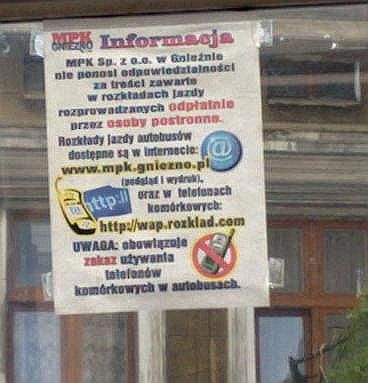 MPK
GNIEZNO
Informacja
MPK Sp. z o.o. w Gnieźnie
nie ponosi odpowiedzialności
za treści zawarte
w rozkładach jazdy
rozprowadzanych odpłatnie
przez osoby postronne.
Rozkłady jazdy autobusów
dostępne są w internecie:
@
www.mpk.gniezno.pl
(podgląd i wydruk),
http://
oraz w telefonach
komórkowych:
http://wap.rozklad.com
UWAGA: obowiązuje
zakaz używania
telefonów
komórkowych w autobusach.